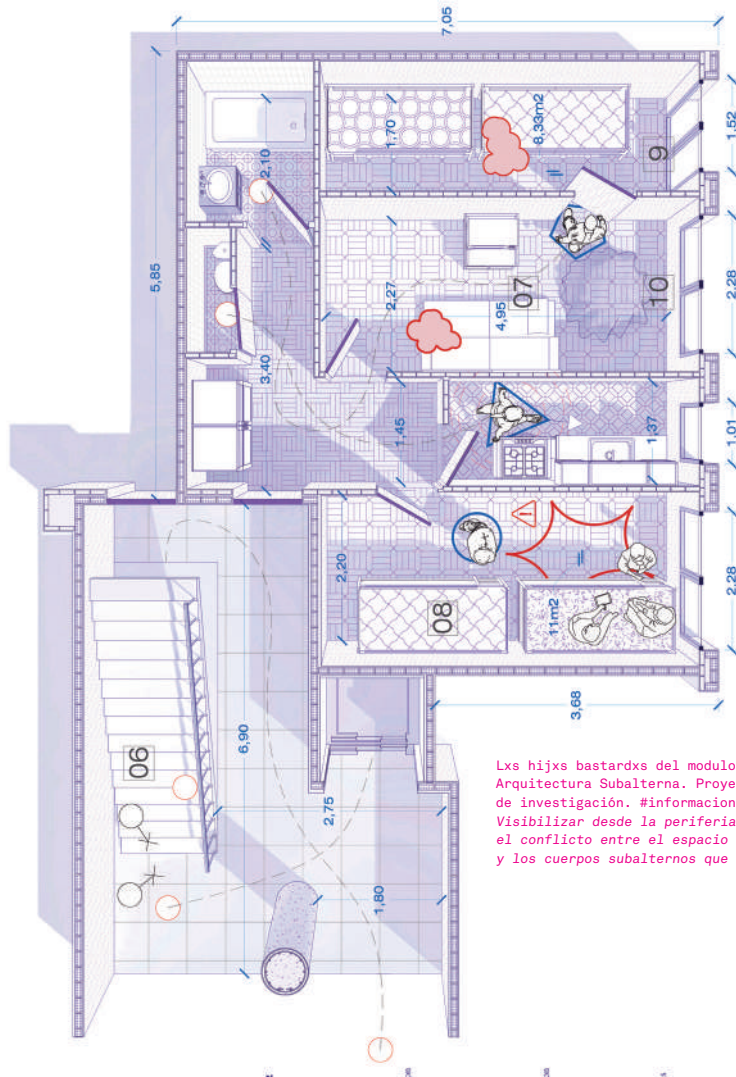 7,05
5,85
2,10
1,70
8,33m2
9
1,52
2,27
07
4,95
10
2,28
3,40
1,45
1,37
1,01
2,20
08
11m2
2,28
06
6,90
2,75
1,80
3,68
Lxs hijxs bastardxs del modulo
Arquitectura Subalterna. Proye
de investigación. #informacion
Visibilizar desde la periferia
el conflicto entre el espacio
y los cuerpos subalternos que